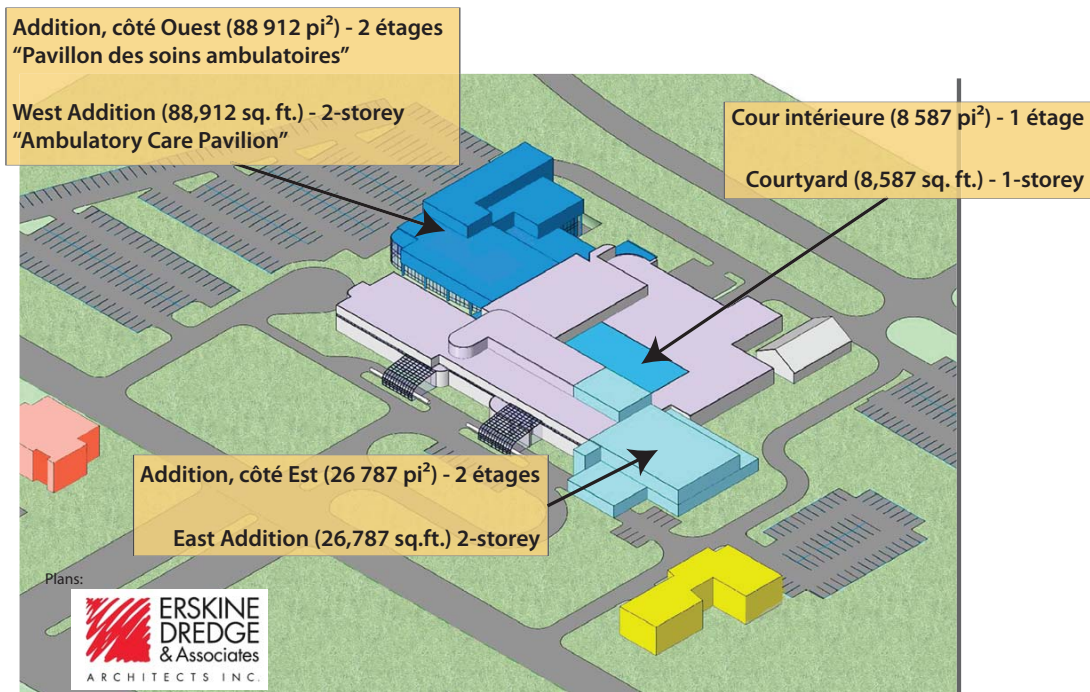 Addition, côté Ouest (88 912 pi²) - 2 étages
“Pavillon des soins ambulatoires”
West Addition (88,912 sq. ft.) - 2-storey
“Ambulatory Care Pavilion”
Cour intérieure (8 587 pi²) - 1 étage
Courtyard (8,587 sq. ft.) - 1-storey
Addition, côté Est (26 787 pi²) - 2 étages
East Addition (26,787 sq.ft.) 2-storey
Plans:
ERSKINE
DREDGE
& Associates
ARCHITECTS INC.